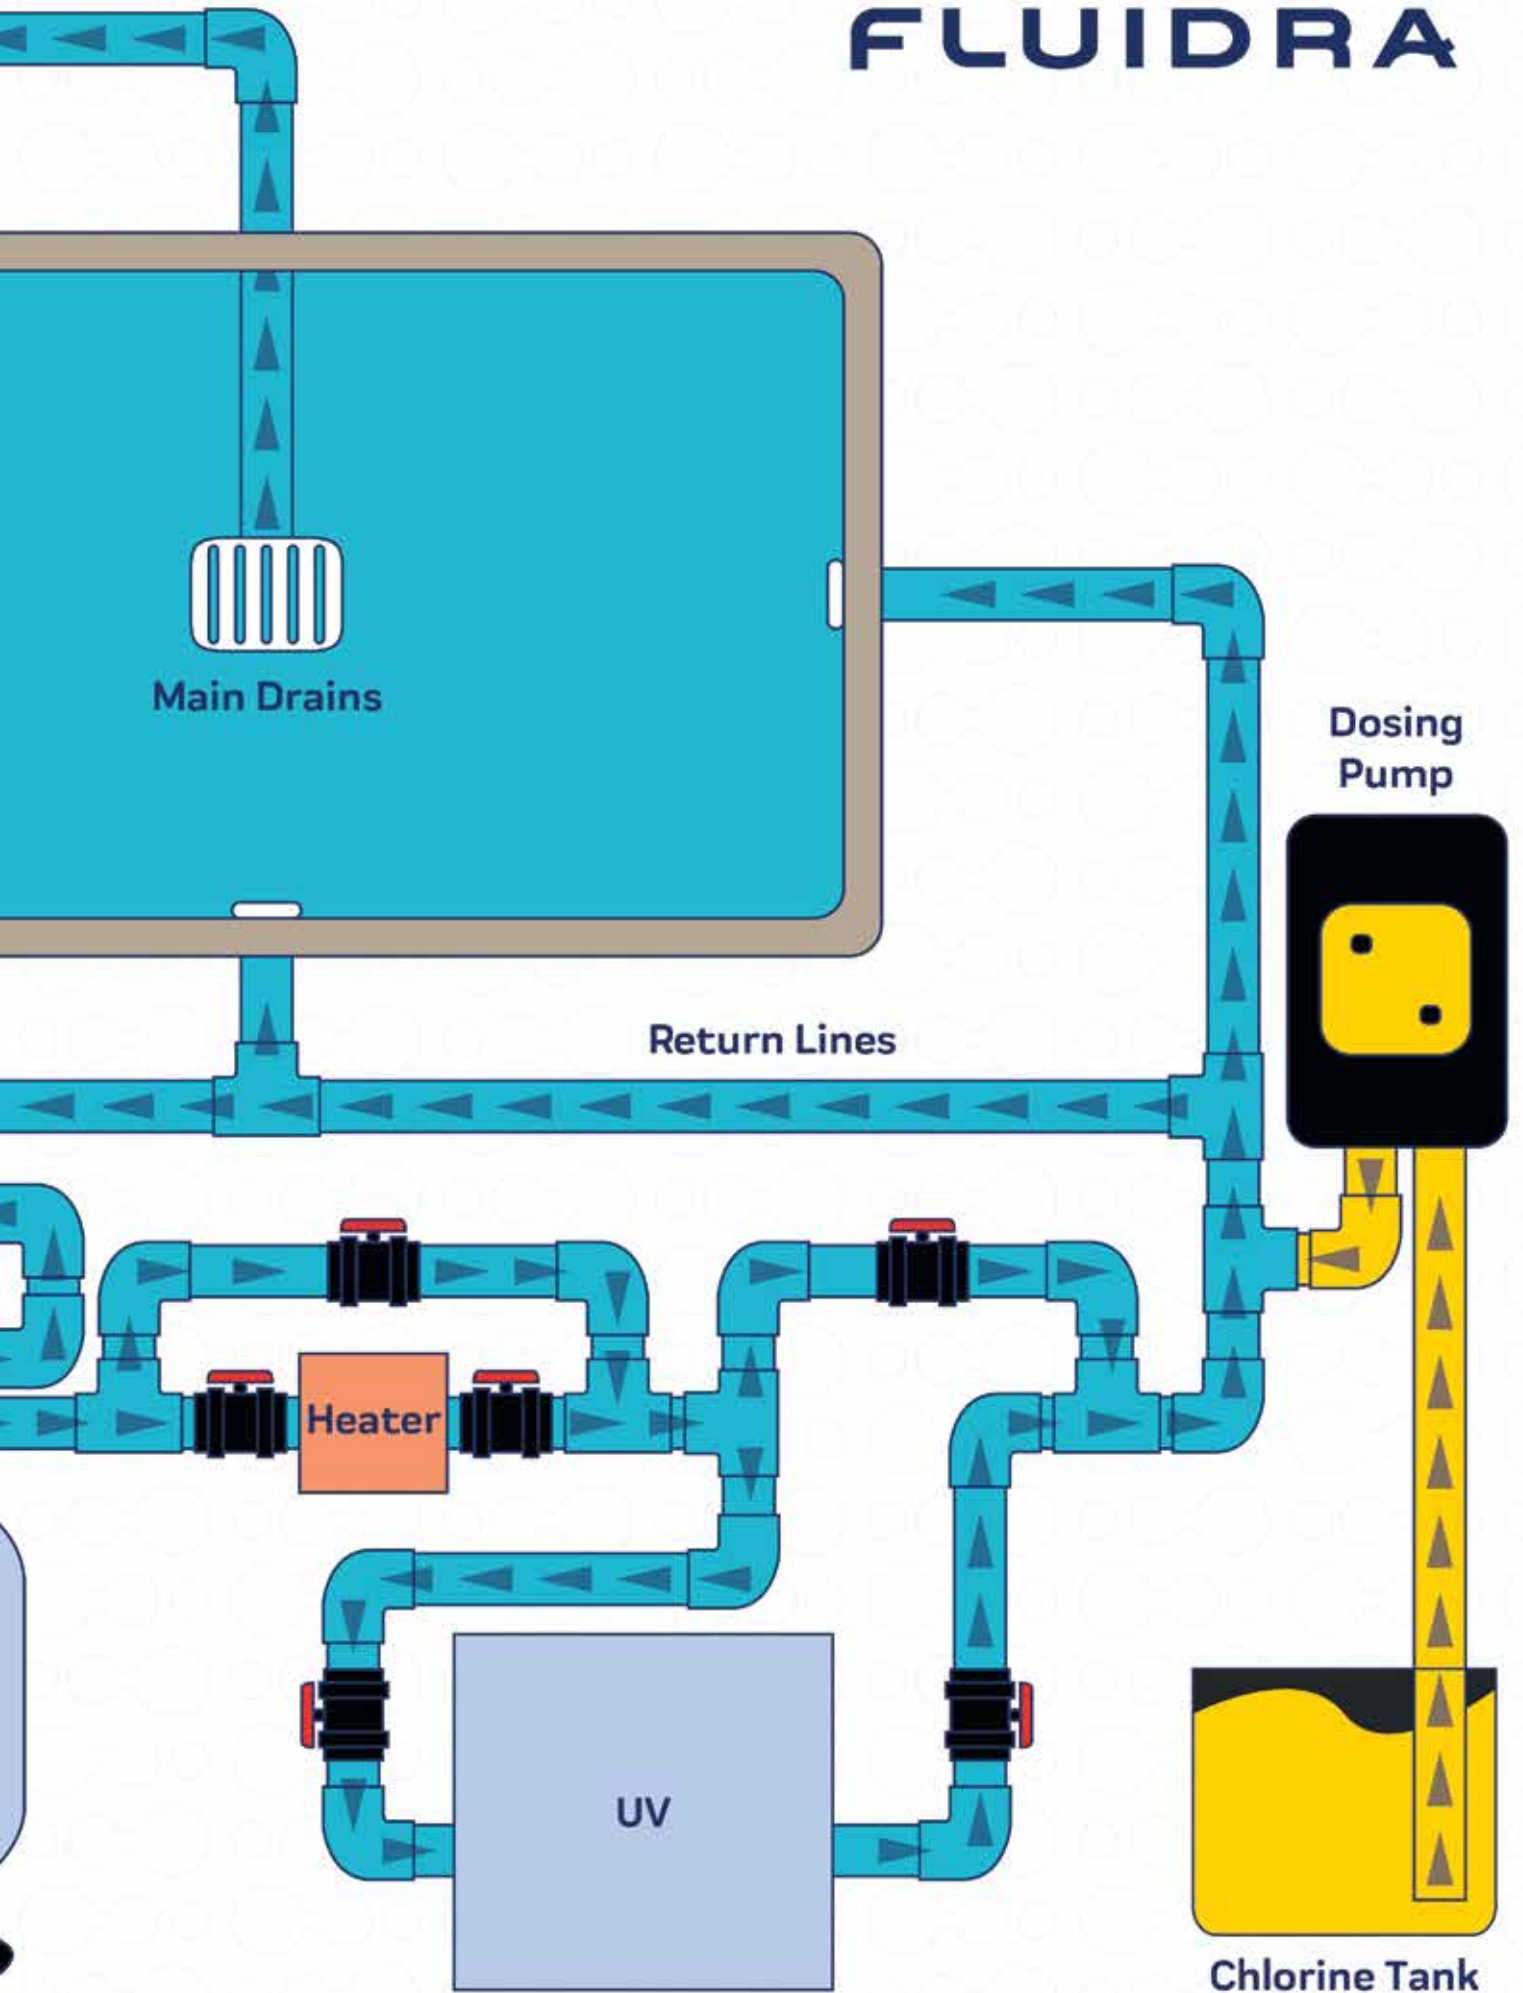 FLUIDRA
Main Drains
Dosing
Pump
Return Lines
Heater
UV
Chlorine Tank